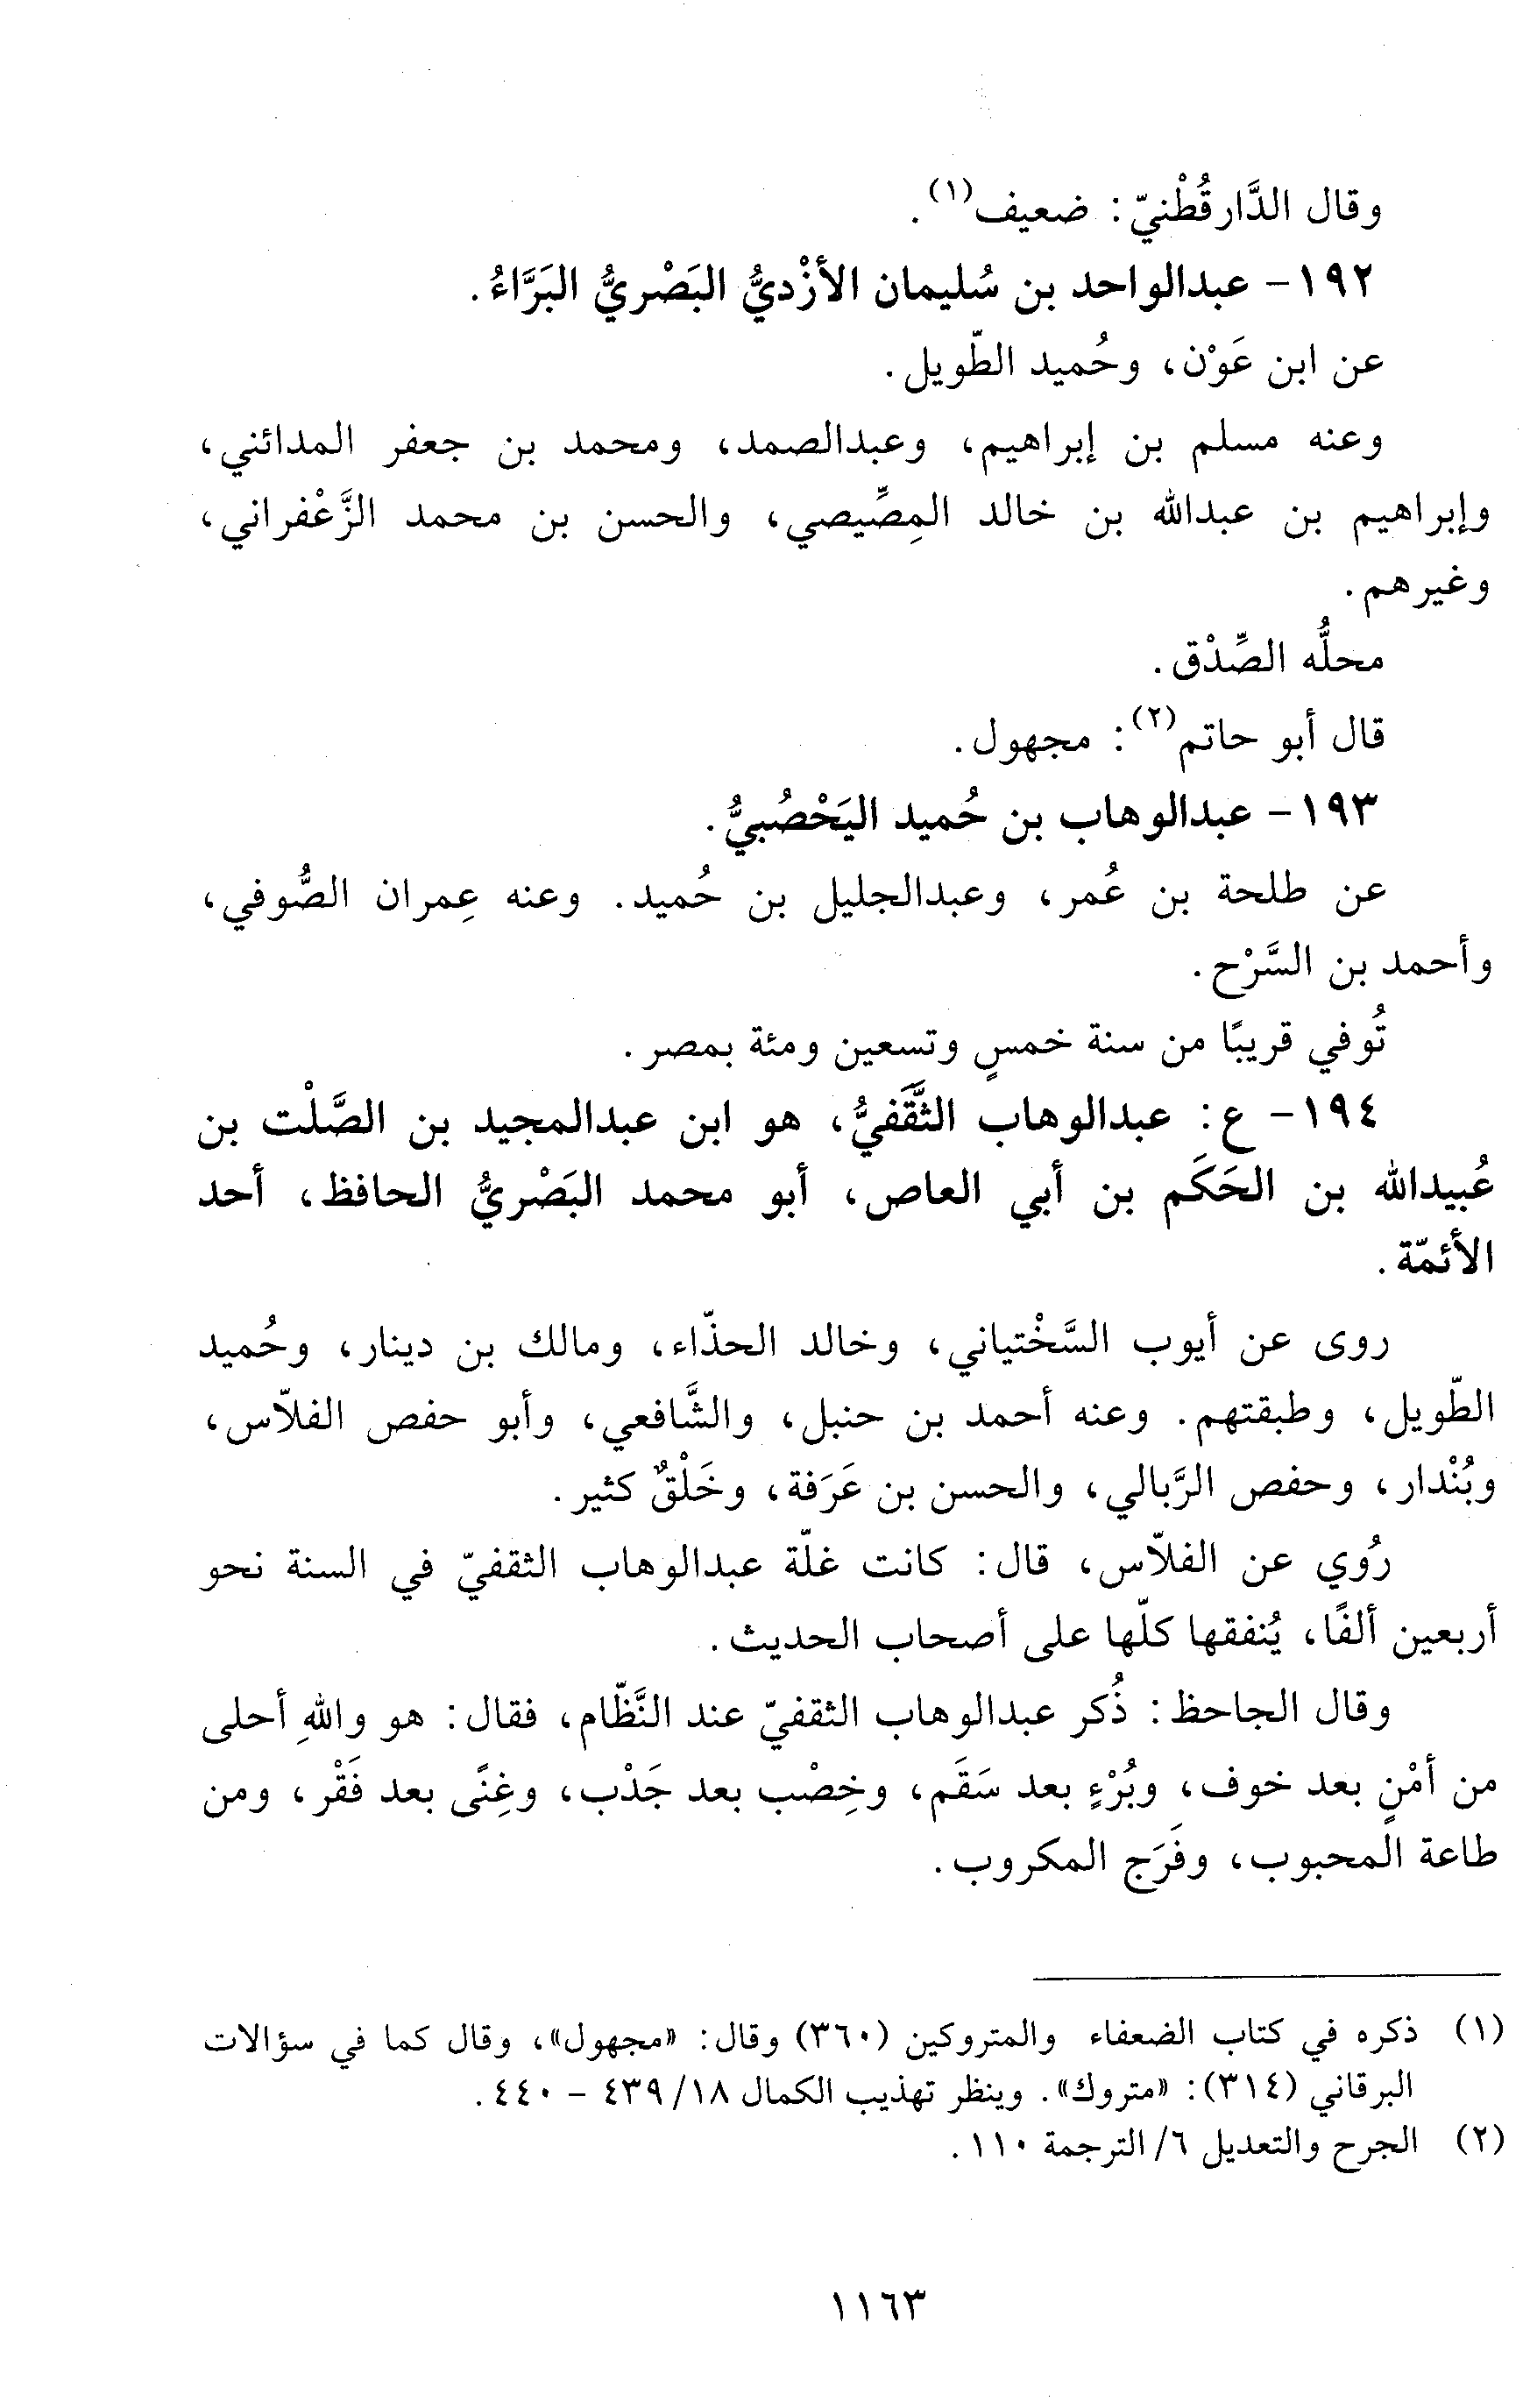 وقال الدَّارقُطْنيّ: ضعيف(١).
١٩٢- عبدالواحد بن سُليمان الأزْديُّ البَصْريُّ البَرَّاءُ.
عن ابن عَوْن، وحُميد الطّويل.
وعنه مسلم بن إبراهيم، وعبدالصمد، ومحمد بن جعفر المدائني،
وإبراهيم بن عبدالله بن خالد المِصِّيصي، والحسن بن محمد الزَّعْفراني،
وغيرهم.
محلُّه الصِّدْق.
قال أبو حاتم(٢): مجهول.
١٩٣- عبدالوهاب بن حُميد اليَحْصُبيُّ.
عن طلحة بن عُمر، وعبدالجليل بن حُميد. وعنه عِمران الصُّوفي،
وأحمد بن السَّرْح.
تُوفي قريبًا من سنة خمسٍ وتسعين ومئة بمصر.
١٩٤- ع: عبدالوهاب الثَّقَفيُّ، هو ابن عبدالمجيد بن الصَّلْت بن
عُبيدالله بن الحَكَم بن أبي العاص، أبو محمد البَصْريُّ الحافظ، أحد
الأئمّة.
روى عن أيوب السَّخْتياني، وخالد الحذّاء، ومالك بن دينار، وحُميد
الطّويل، وطبقتهم. وعنه أحمد بن حنبل، والشَّافعي، وأبو حفص الفلاّس،
وبُنْدار، وحفص الرَّبالي، والحسن بن عَرَفة، وخَلْقٌ كثير.
رُوي عن الفلاّس، قال: كانت غلّة عبدالوهاب الثقفيّ في السنة نحو
أربعين ألفًا، يُنفقها كلّها على أصحاب الحديث.
وقال الجاحظ: ذُكر عبدالوهاب الثقفيّ عند النَّظّام، فقال: هو واللهِ أحلى
من أمْنٍ بعد خوف، وبُرْءٍ بعد سَقَم، وخِصْب بعد جَدْب، وغِنًى بعد فَقْر، ومن
طاعة المحبوب، وفَرَج المكروب.
(١) ذكره في كتاب الضعفاء والمتروكين (٣٦٠) وقال: «مجهول»، وقال كما في سؤالات
البرقاني (٣١٤): «متروك». وينظر تهذيب الكمال ١٨/ ٤٣٩ - ٤٤٠.
(٢) الجرح والتعديل ٦/ الترجمة ١١٠.
١١٦٣